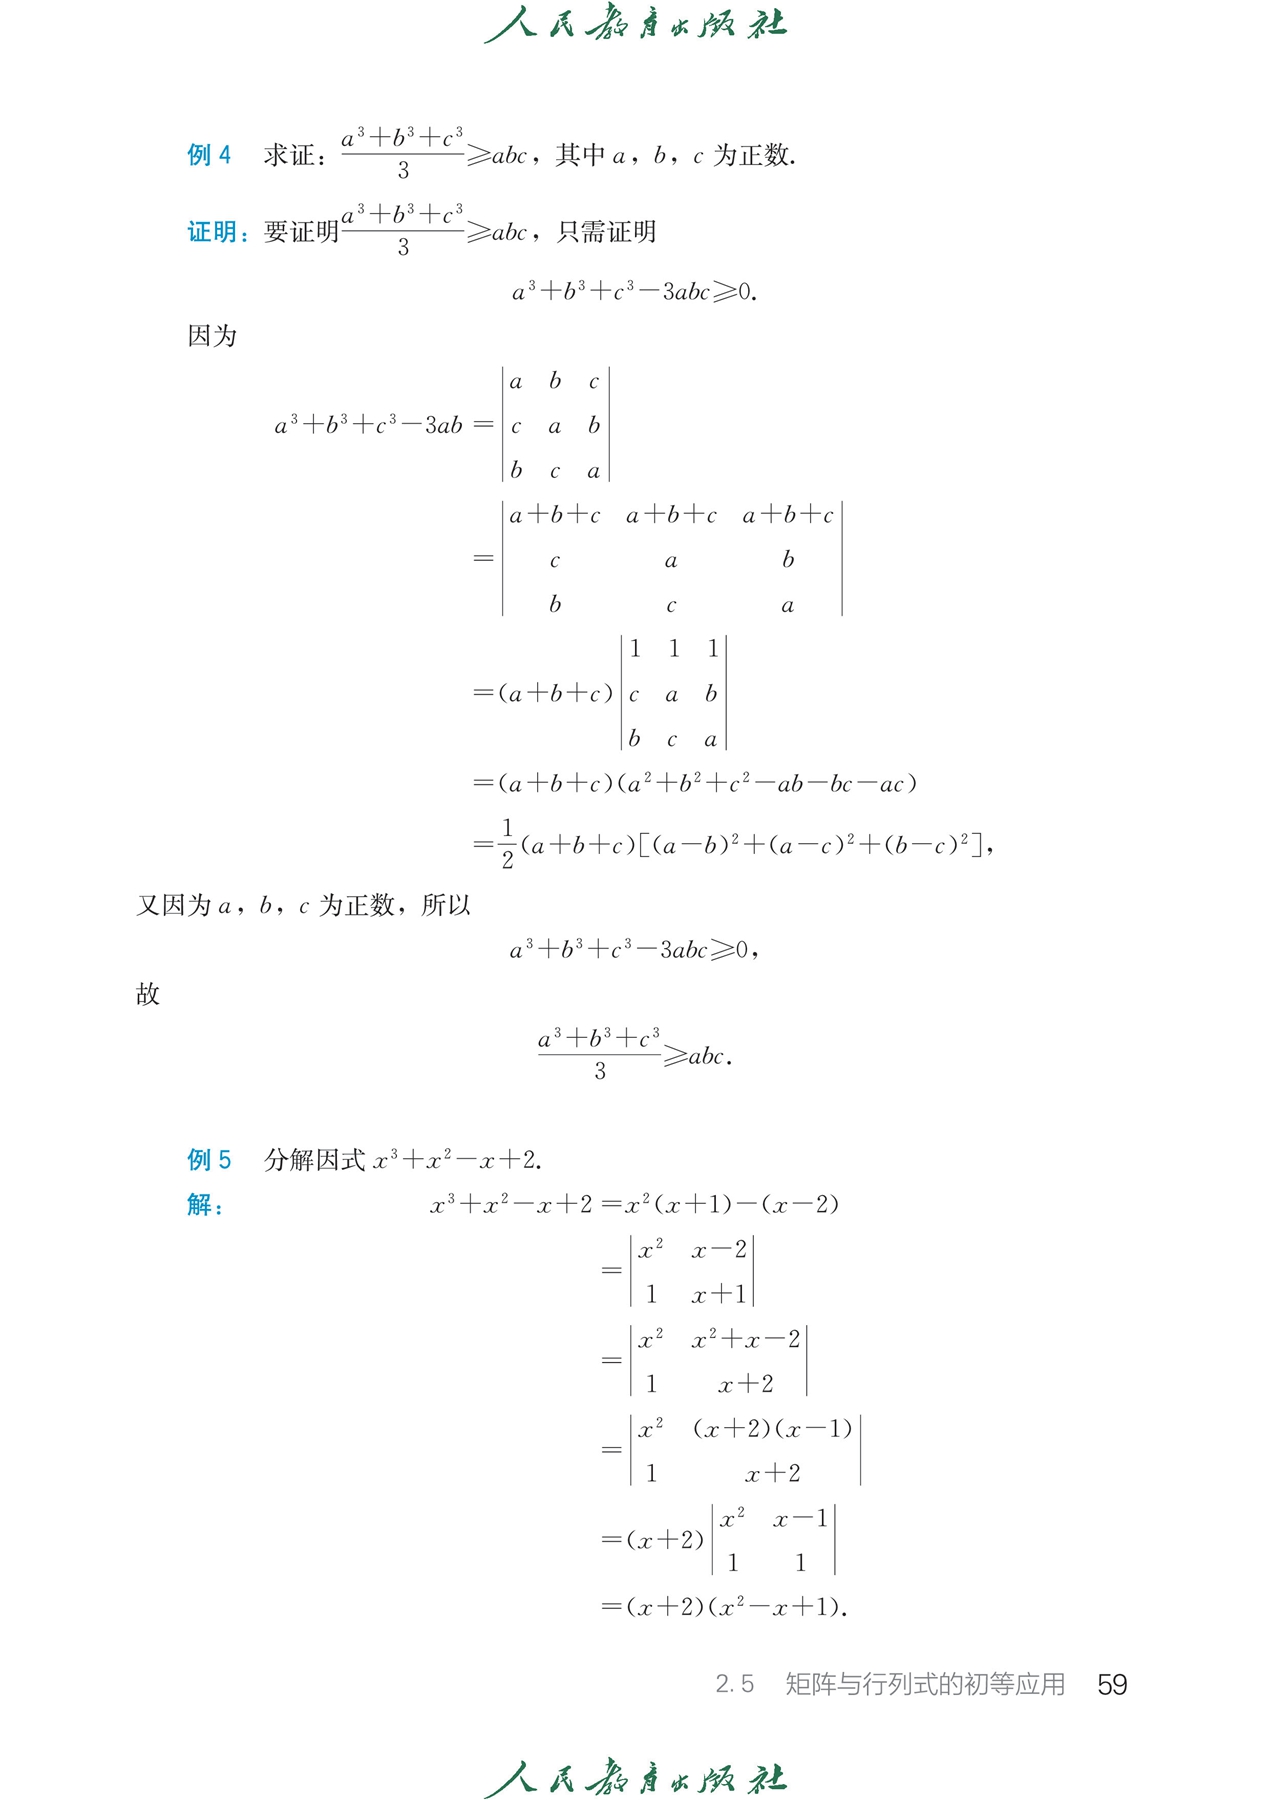 人民教育出版社
例4 求证：$\frac{a^3+b^3+c^3}{3}$≥abc，其中a，b，c为正数.
证明：要证明$\frac{a^3+b^3+c^3}{3}$≥abc，只需证明
$a^3+b^3+c^3-3abc≥0.$
因为
$a^3+b^3+c^3-3ab=\begin{vmatrix}a&b&c\\c&a&b\\b&c&a\end{vmatrix}$
$=\begin{vmatrix}a+b+c&a+b+c&a+b+c\\c&a&b\\b&c&a\end{vmatrix}$
$=(a+b+c)\begin{vmatrix}1&1&1\\c&a&b\\b&c&a\end{vmatrix}$
$=(a+b+c)(a^2+b^2+c^2-ab-bc-ac)$
$=\frac{1}{2}(a+b+c)[(a-b)^2+(a-c)^2+(b-c)^2]，$
又因为a，b，c为正数，所以
$a^3+b^3+c^3-3abc≥0，$
故
$\frac{a^3+b^3+c^3}{3}≥abc.$
例5 分解因式$x^3+x^2-x+2.$
解： $x^3+x^2-x+2=x^2(x+1)-(x-2)$
$=\begin{vmatrix}x^2&x-2\\1&x+1\end{vmatrix}$
$=\begin{vmatrix}x^2&x^2+x-2\\1&x+2\end{vmatrix}$
$=\begin{vmatrix}x^2&(x+2)(x-1)\\1&x+2\end{vmatrix}$
$=(x+2)\begin{vmatrix}x^2&x-1\\1&1\end{vmatrix}$
$=(x+2)(x^2-x+1).$
2.5 矩阵与行列式的初等应用 59
人民教育出版社